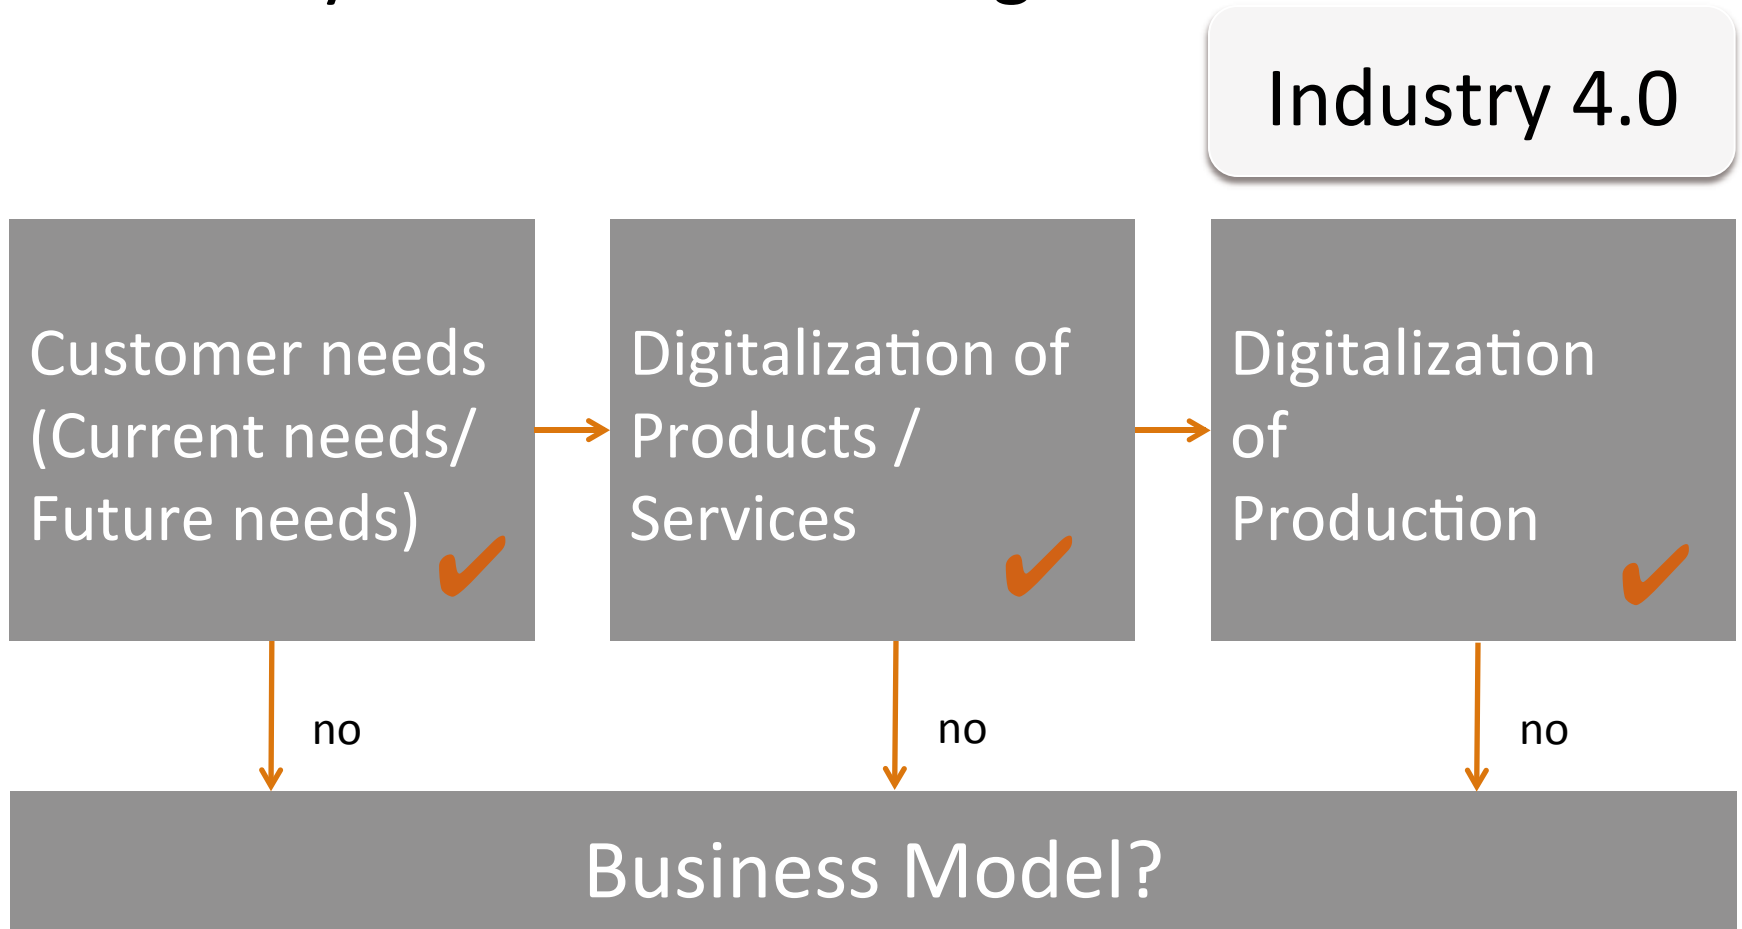 Industry 4.0
Customer needs
(Current needs/
Future needs)
Digitalization of
Products /
Services
Digitalization
of
Production
no
no
no
Business Model?